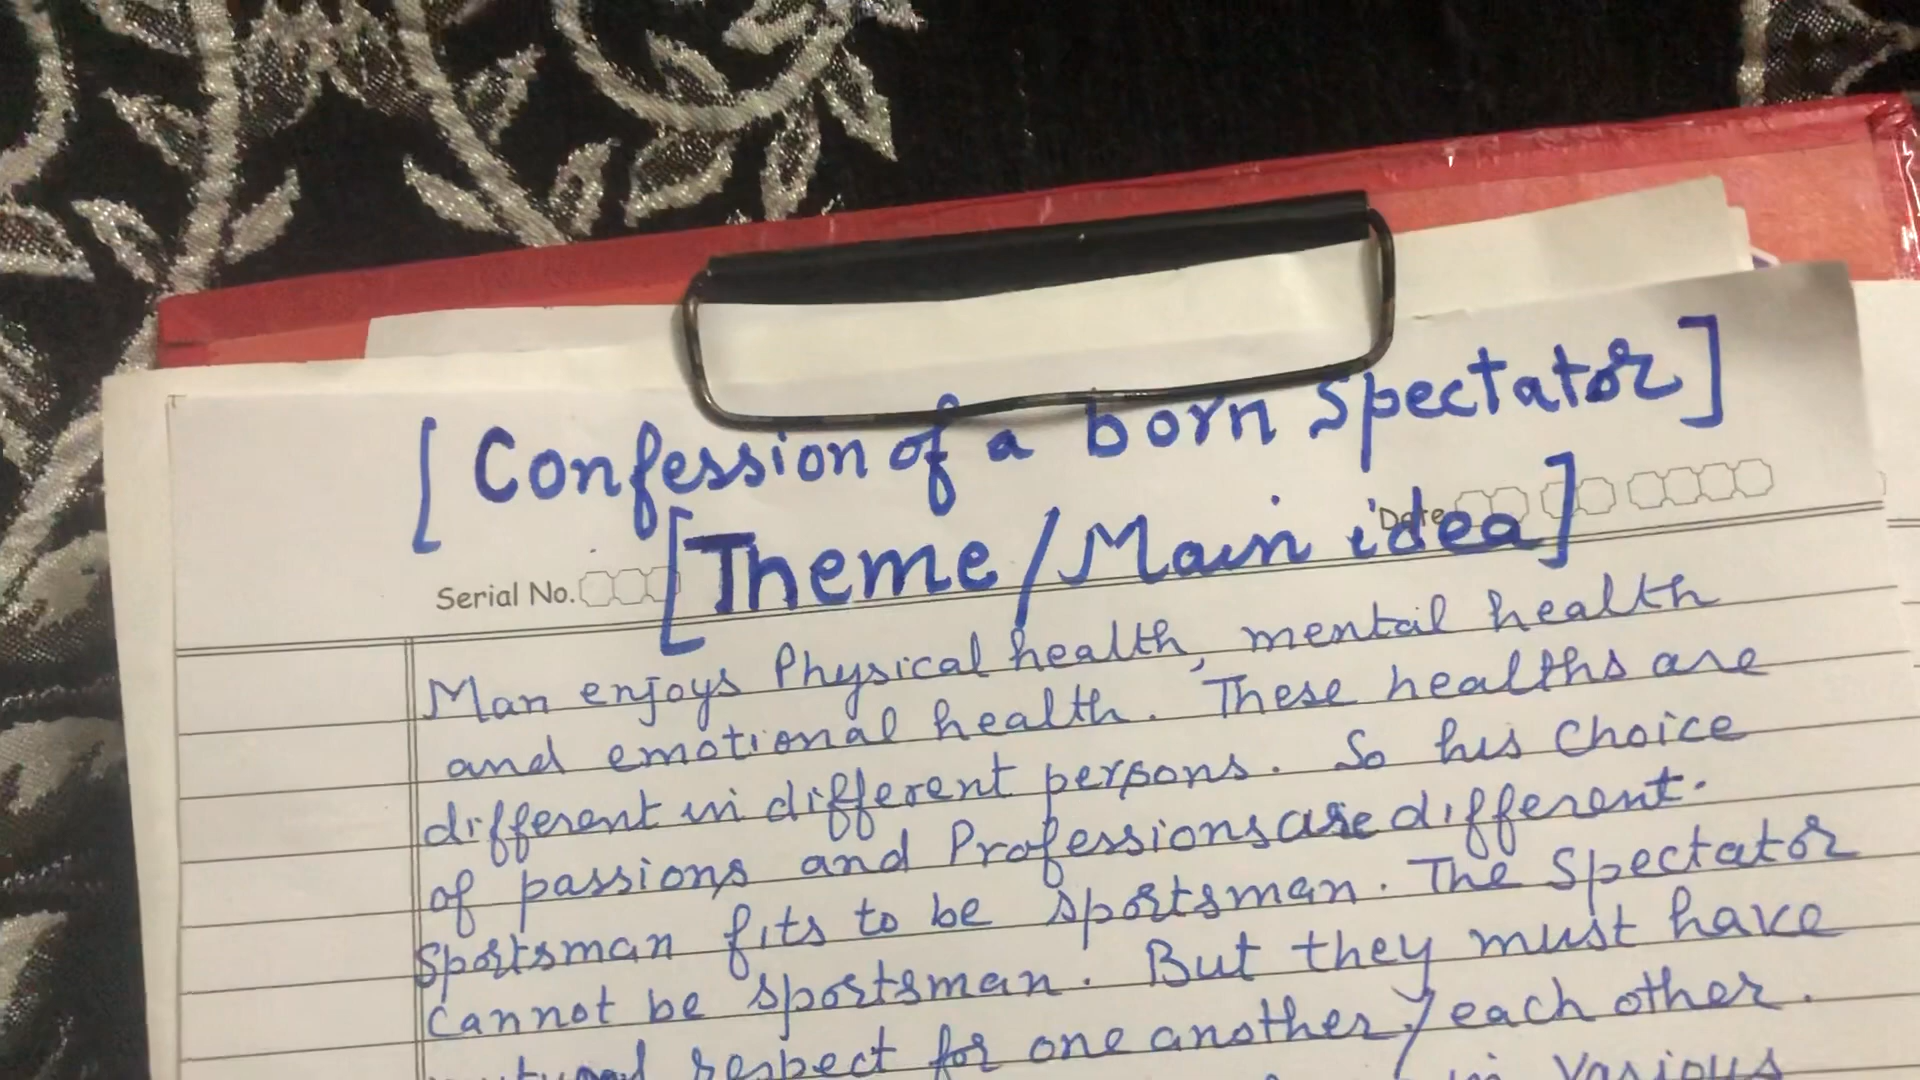 [Confession of a born Spectator]
[Theme/Main idea]
Date
Serial No.
Man enjoys Physical health, mental health
and emotional health. These healths are
different in different persons. So his choice
of passions and Professions are different.
Sportsman fits to be sportsman. The Spectator
cannot be sportsman. But they must have
respect for one another/each other.
in various